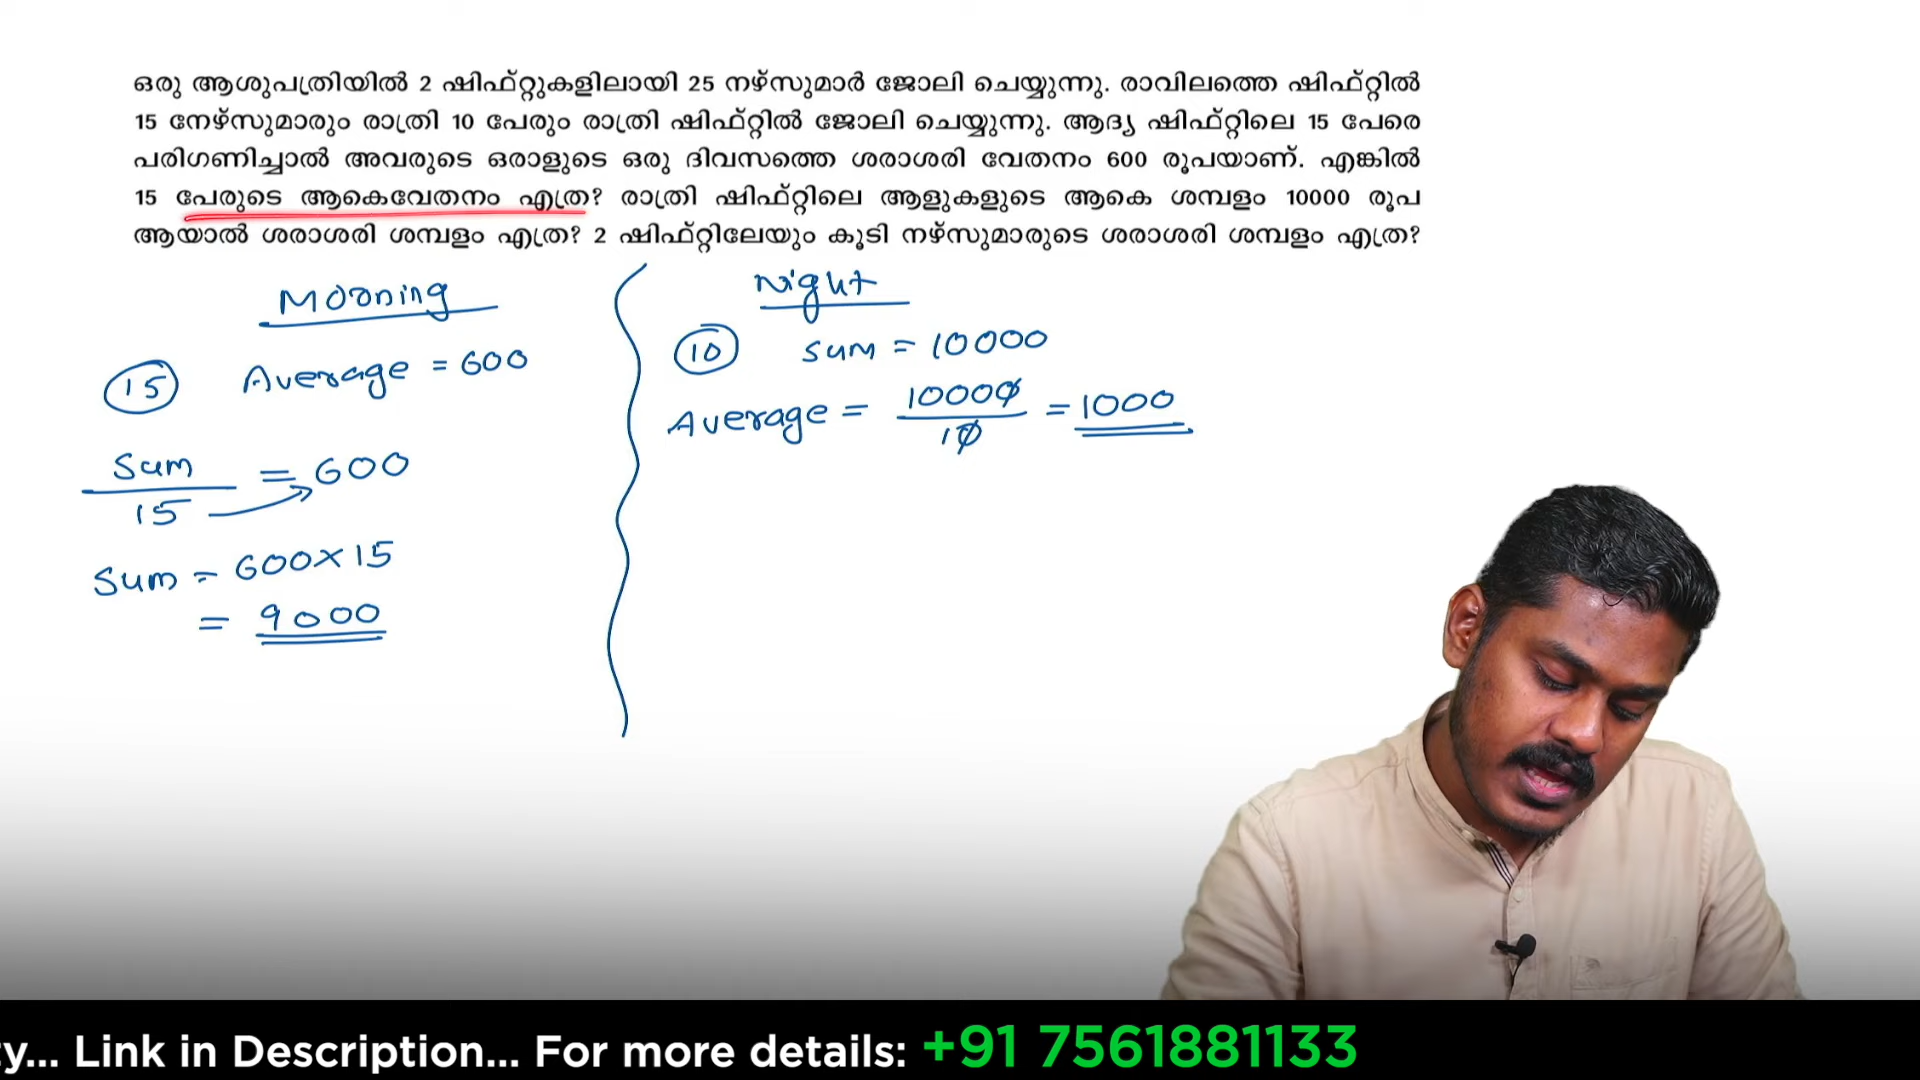 ഒരു ആശുപത്രിയിൽ 2 ഷിഫ്റ്റുകളിലായി 25 നഴ്സുമാർ ജോലി ചെയ്യുന്നു. രാവിലത്തെ ഷിഫ്റ്റിൽ
15 നേഴ്സുമാരും രാത്രി 10 പേരും രാത്രി ഷിഫ്റ്റിൽ ജോലി ചെയ്യുന്നു. ആദ്യ ഷിഫ്റ്റിലെ 15 പേരെ
പരിഗണിച്ചാൽ അവരുടെ ഒരാളുടെ ഒരു ദിവസത്തെ ശരാശരി വേതനം 600 രൂപയാണ്. എങ്കിൽ
15 പേരുടെ ആകെവേതനം എത്ര? രാത്രി ഷിഫ്റ്റിലെ ആളുകളുടെ ആകെ ശമ്പളം 10000 രൂപ
ആയാൽ ശരാശരി ശമ്പളം എത്ര? 2 ഷിഫ്റ്റിലേയും കൂടി നഴ്സുമാരുടെ ശരാശരി ശമ്പളം എത്ര?
Morning
15 Average = 600
Sum
15 = 600
Sum = 600×15
= 9000
Night
10 sum = 10000
Average = 10000/10 = 1000
ty... Link in Description... For more details: +91 7561881133